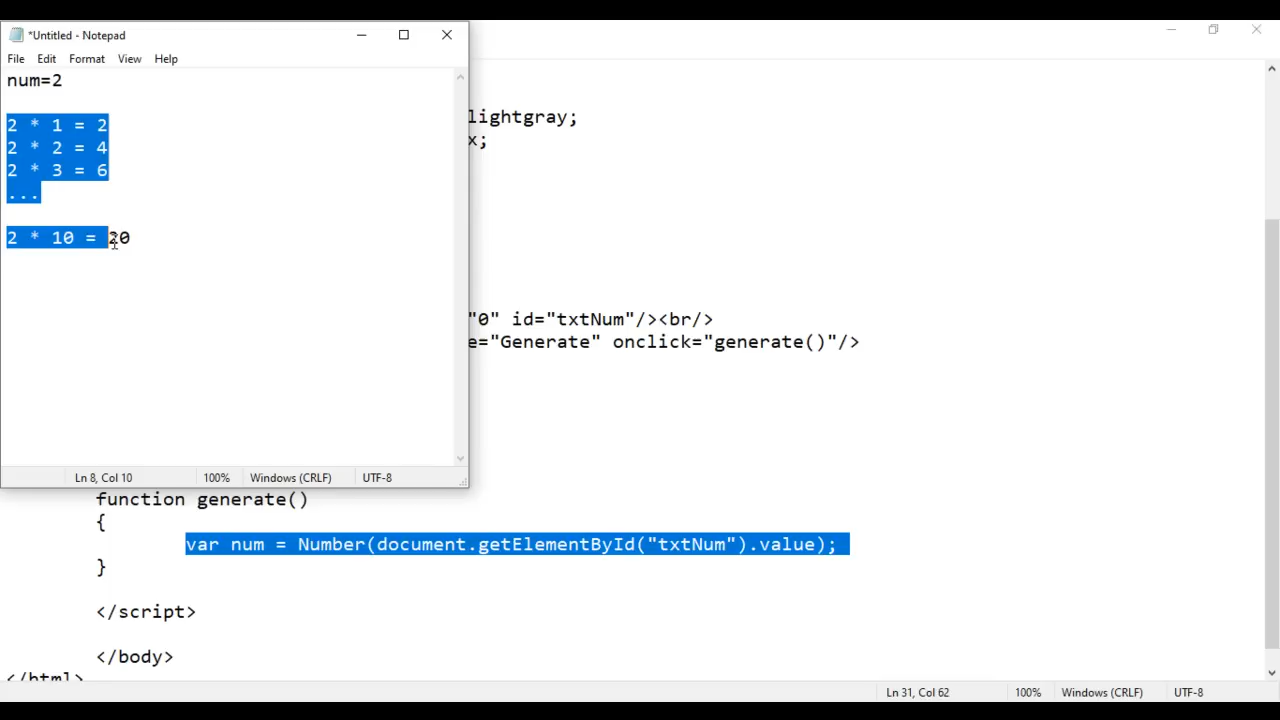 *Untitled - Notepad
File Edit Format View Help
num=2
2 * 1 = 2
2 * 2 = 4
2 * 3 = 6
...
2 * 10 = 20
Ln 8, Col 10 100% Windows (CRLF) UTF-8
lightgray;
x;
"0" id="txtNum"/><br/>
e="Generate" onclick="generate()"/>
function generate()
{
var num = Number(document.getElementById("txtNum").value);
}
</script>
</body>
</html>
Ln 31, Col 62 100% Windows (CRLF) UTF-8